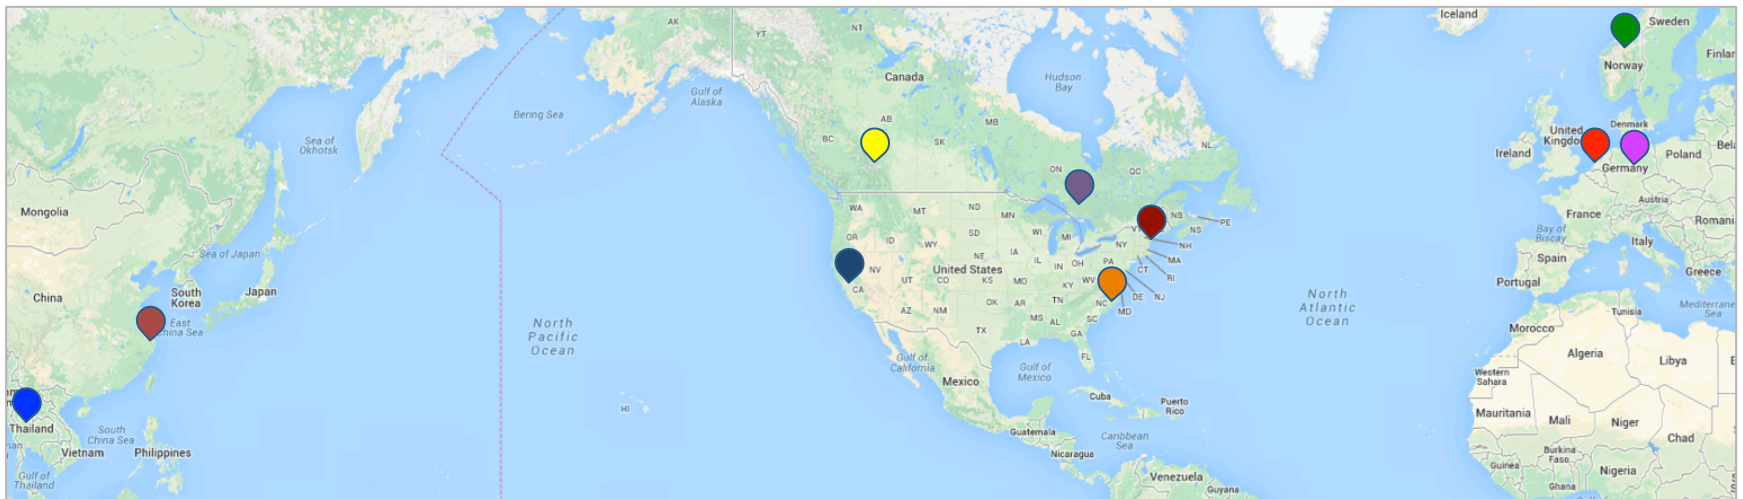 Iceland
Sweden
AK
YT
NT
Finlan
Norway
Canada
Hudson
Bay
Gulf of
Alaska
Bering Sea
AB
MB
Denmark
United
Kingdo
BC
SK
Sea of
Okhotsk
NL
Ireland
Poland
Bela
ON
QC
Germany
Austria
Mongolia
WA
MT
ND
MN
NB
PE
France
Romani
NS
SD
WI
MI
VT
OR
ID
WY
NY
NH
Bay of
Biscay
Italy
Sea of Japan
NE
IA
IL
IN
OH
PA
MA
CT
RI
NV
UT
CO
United States
KS
MO
KY
WV
Spain
Greece
Portugal
China
South
Korea
Japan
CA
OK
AR
TN
NC
DE
NJ
MD
North
Atlantic
Ocean
Mediterrane
Sea
Tunisia
AZ
NM
MS
AL
SC
GA
East
hina Sea
North
Pacific
Ocean
TX
LA
FL
Morocco
Algeria
Libya
E
Gulf of
California
Gulf of
Mexico
Western
Sahara
Mexico
Cuba
Puerto
Rico
HI
Mauritania
Mali
Niger
Chad
Thailand
South
China Sea
Vietnam
Philippines
Guatemala
Caribbean
Sea
Nicaragua
Guinea
Burkina
Faso
Nigeria
Ghana
Gulf of
Thailand
Venezuela
Guyana